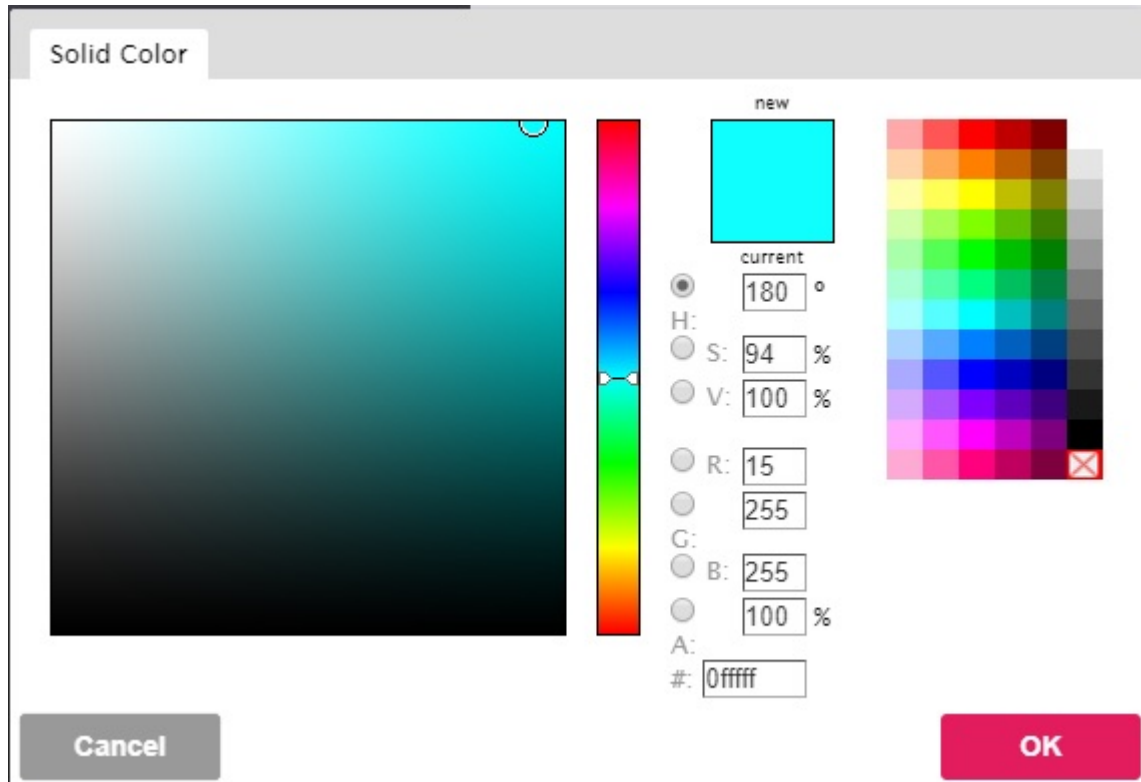 Solid Color
new
current
H: 180 º
S: 94 %
V: 100 %
R: 15
G: 255
B: 255
A: 100 %
#: 0fffff
Cancel
OK